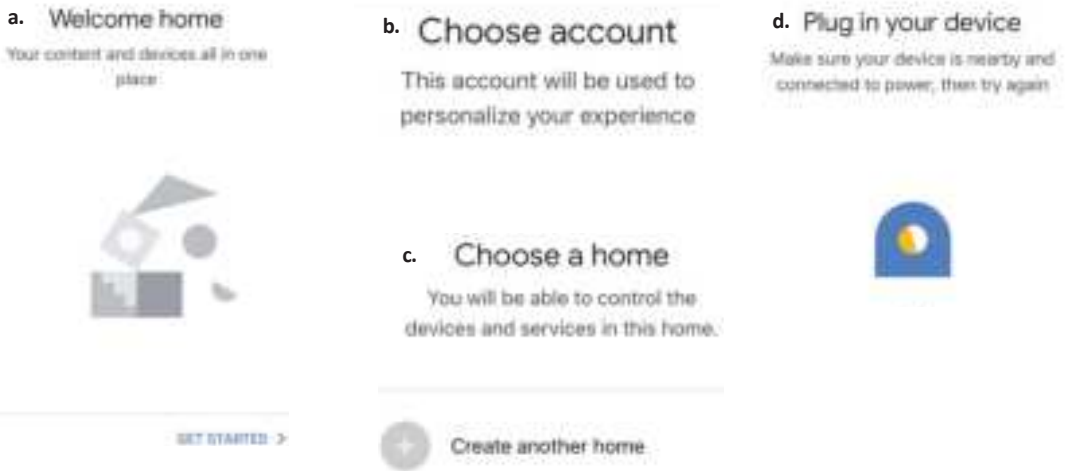 a. Welcome home
Your content and devices all in one
place
GET STARTED >
b. Choose account
This account will be used to
personalize your experience
c. Choose a home
You will be able to control the
devices and services in this home.
Create another home
d. Plug in your device
Make sure your device is nearby and
connected to power, then try again